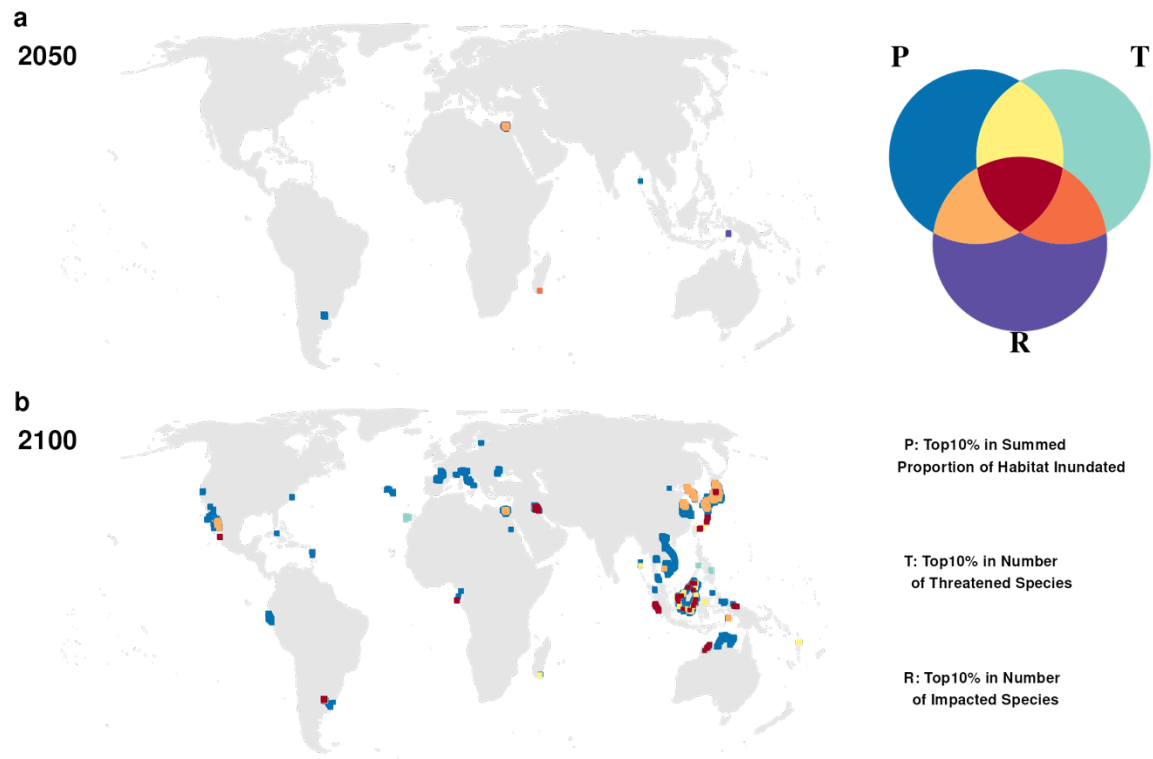 a
2050
P
T
R
b
2100
P: Top10% in Summed
Proportion of Habitat Inundated
T: Top10% in Number
of Threatened Species
R: Top10% in Number
of Impacted Species